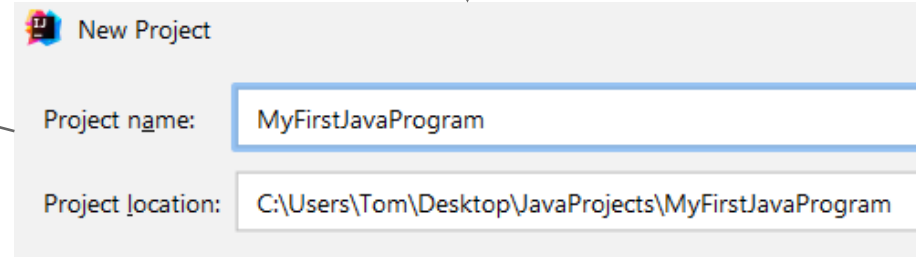 New Project
Project name: MyFirstJavaProgram
Project location: C:\Users\Tom\Desktop\JavaProjects\MyFirstJavaProgram